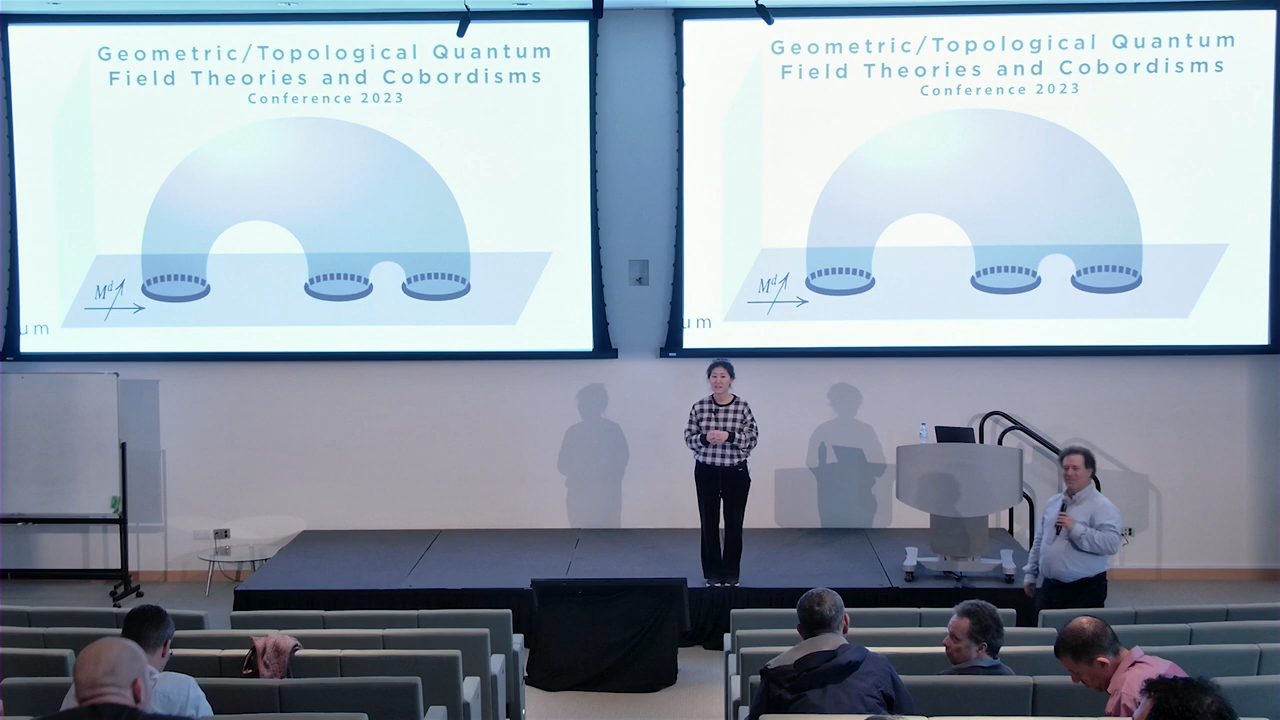 Geometric/Topological Quantum
Field Theories and Cobordisms
Conference 2023
M^d
um
Geometric/Topological Quantum
Field Theories and Cobordisms
Conference 2023
M^d
um